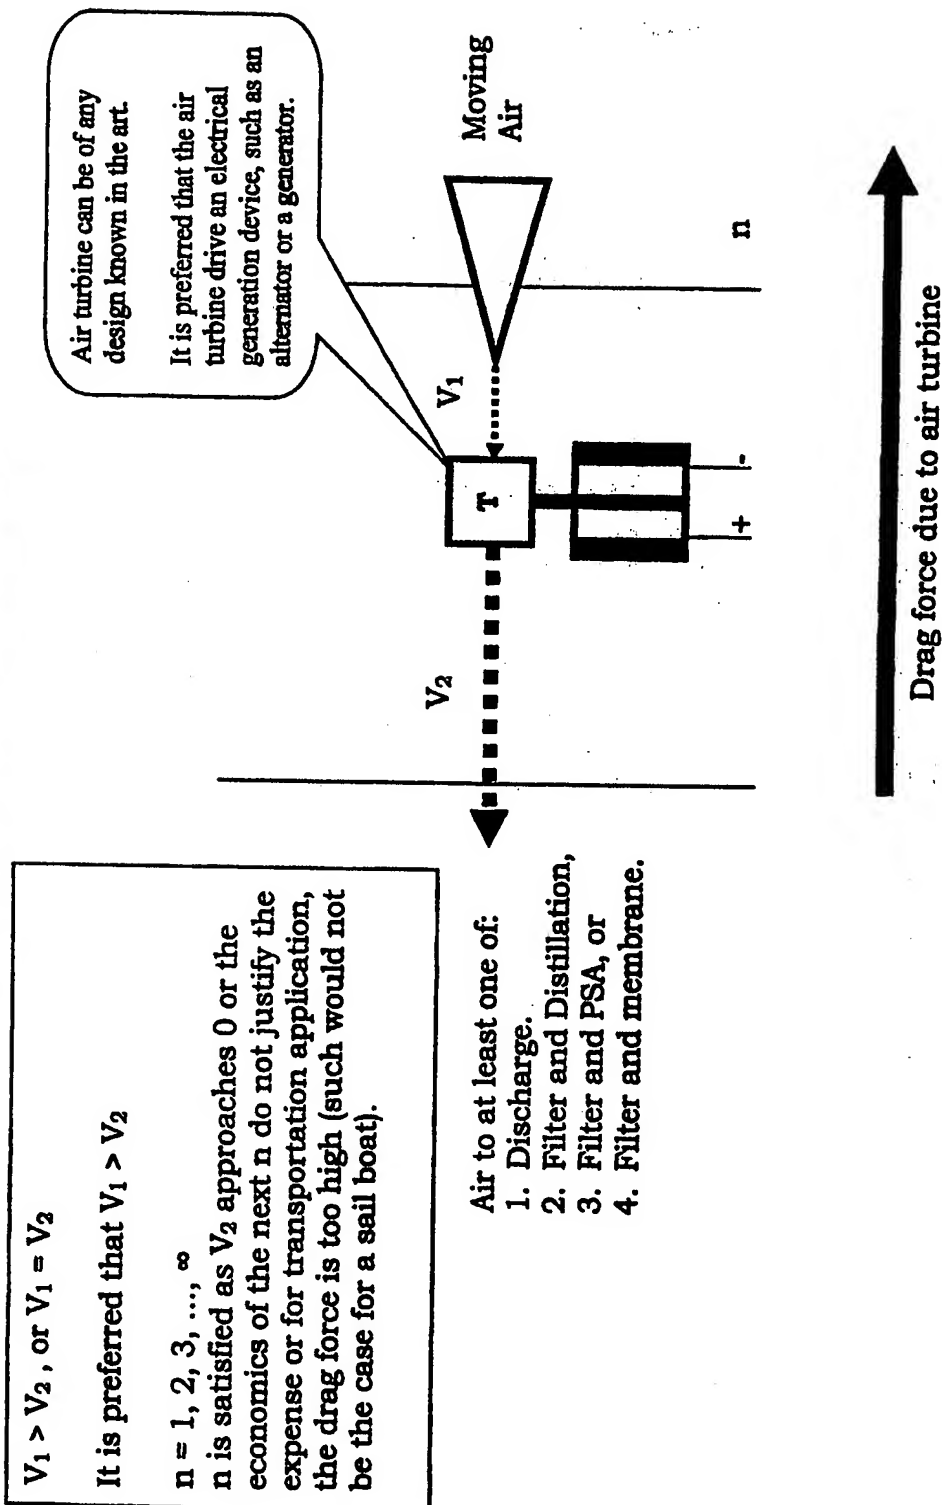 V₁ > V₂ , or V₁ = V₂
It is preferred that V₁ > V₂
n = 1, 2, 3, ..., ∞
n is satisfied as V₂ approaches 0 or the
economics of the next n do not justify the
expense or for transportation application,
the drag force is too high (such would not
be the case for a sail boat).
Air to at least one of:
1. Discharge.
2. Filter and Distillation,
3. Filter and PSA, or
4. Filter and membrane.
Air turbine can be of any
design known in the art.
It is preferred that the air
turbine drive an electrical
generation device, such as an
alternator or a generator.
V₂
T
V₁
Moving
Air
+
-
n
Drag force due to air turbine